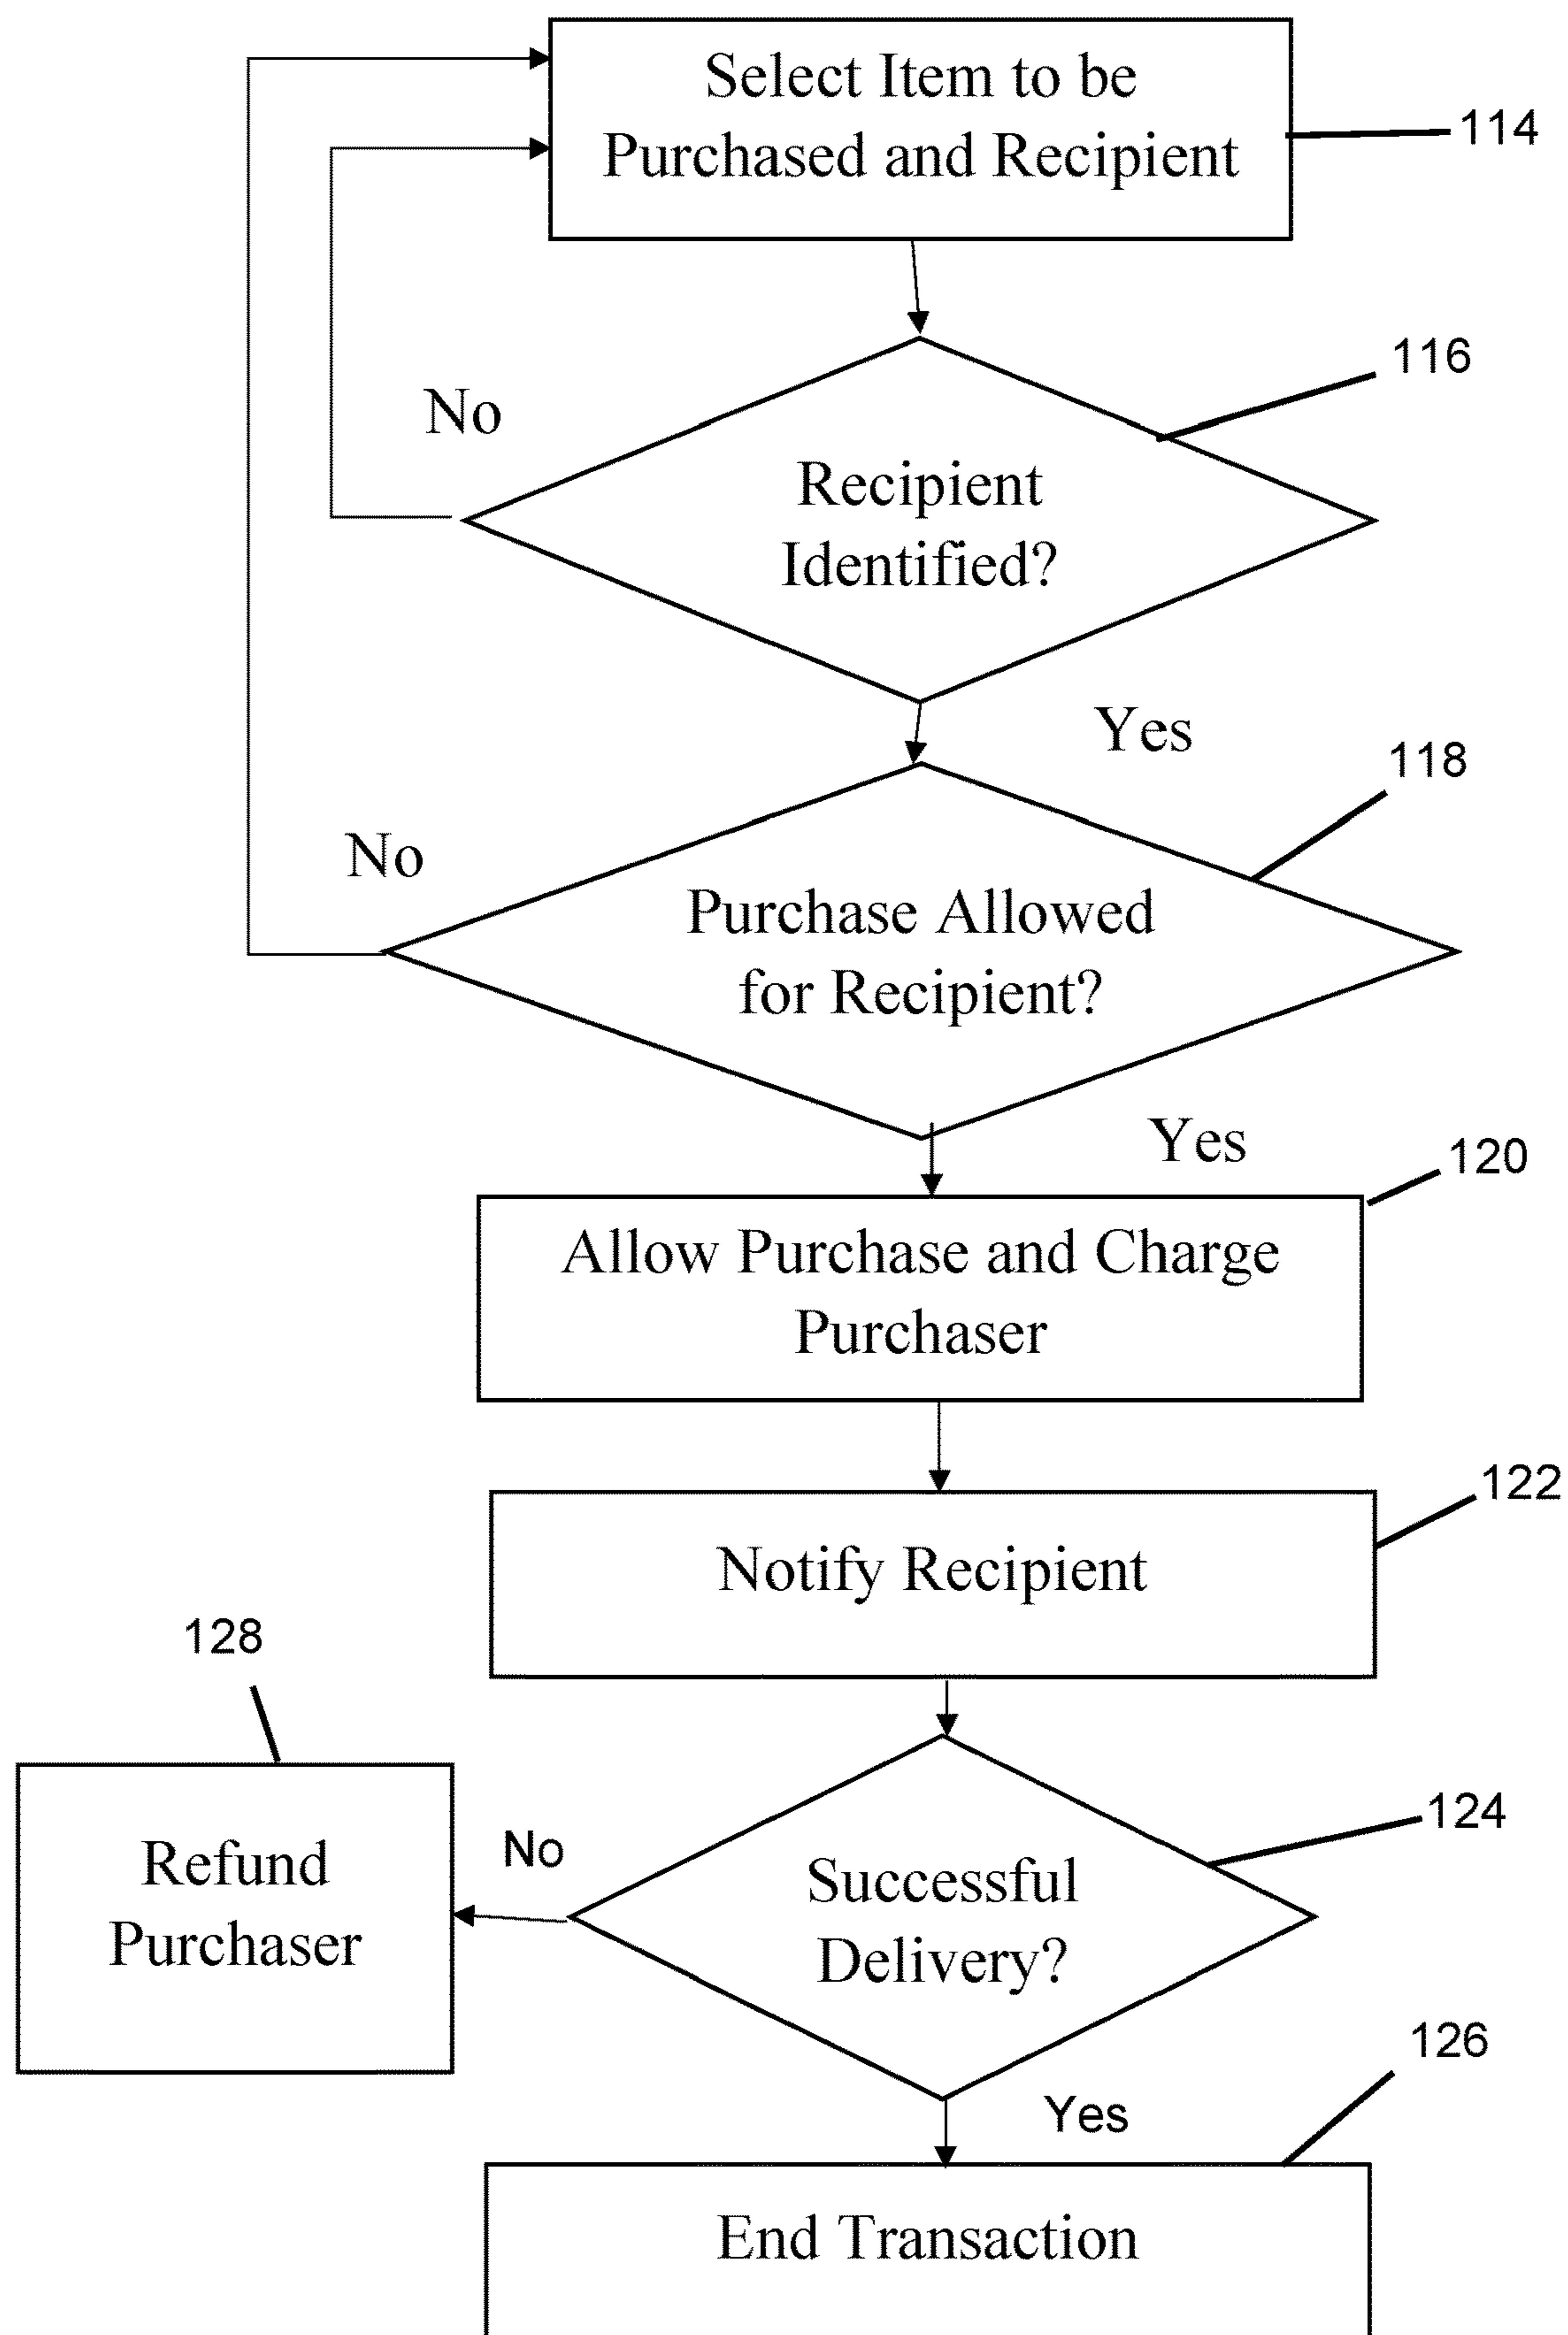 Select Item to be
Purchased and Recipient
114
116
No
Recipient
Identified?
Yes
118
No
Purchase Allowed
for Recipient?
Yes
120
Allow Purchase and Charge
Purchaser
122
Notify Recipient
128
124
No
Refund
Purchaser
Successful
Delivery?
126
Yes
End Transaction